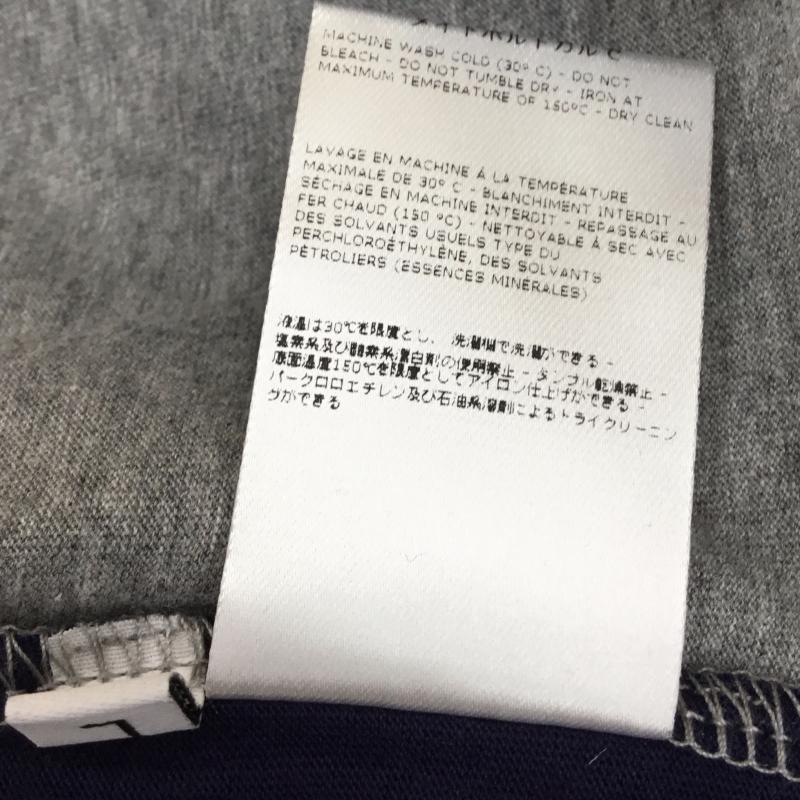 MACHINE WASH COLD (30° C) - DO NOT
BLEACH - DO NOT TUMBLE DRY - IRON AT
MAXIMUM TEMPERATURE OF 150°C - DRY CLEAN
LAVAGE EN MACHINE À LA TEMPÉRATURE
MAXIMALE DE 30° C - BLANCHIMENT INTERDIT -
SÉCHAGE EN MACHINE INTERDIT - REPASSAGE AU
FER CHAUD (150 °C) - NETTOYABLE À SEC AVEC
DES SOLVANTS USUELS TYPE DU
PERCHLOROÉTHYLÈNE, DES SOLVANTS
PÉTROLIERS (ESSENCES MINÉRALES)
液温は30℃を限度とし、洗濯機で洗濯ができる -
塩素系及び酸素系漂白剤の使用禁止 - タンブル乾燥禁止 -
底面温度150℃を限度としてアイロン仕上げができる -
パークロロエチレン及び石油系溶剤によるドライクリーニン
グができる
L